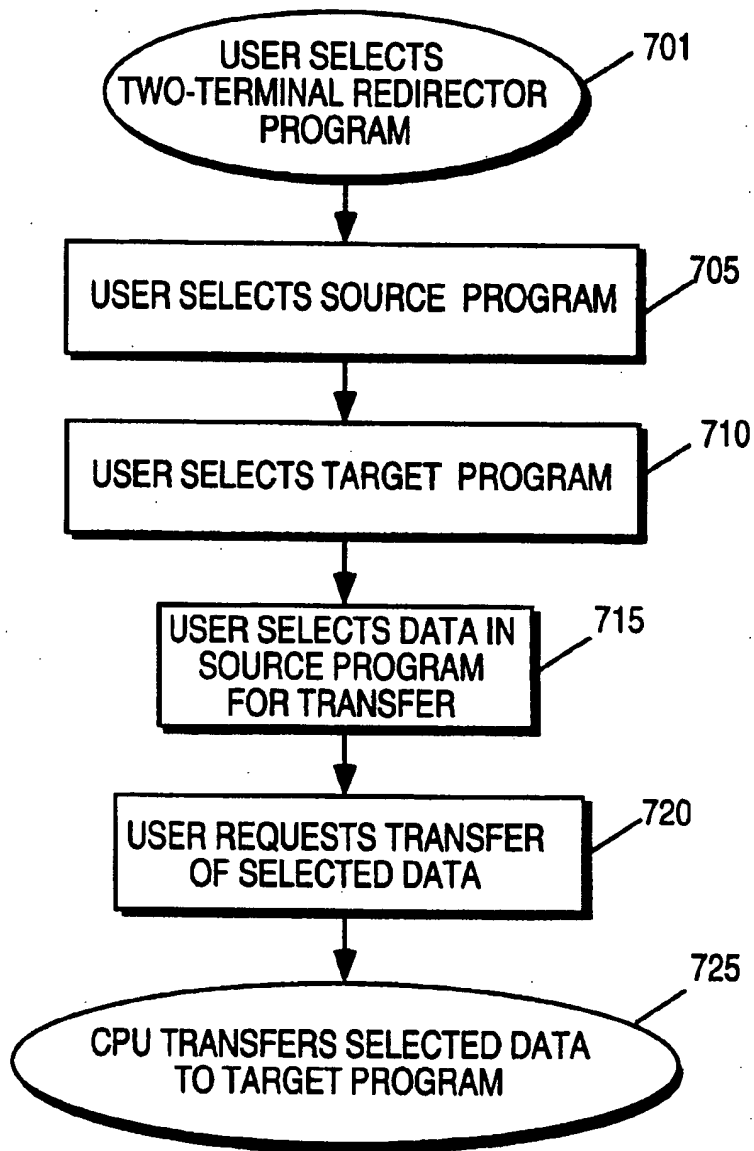 USER SELECTS
TWO-TERMINAL REDIRECTOR
PROGRAM
701
USER SELECTS SOURCE PROGRAM
705
USER SELECTS TARGET PROGRAM
710
USER SELECTS DATA IN
SOURCE PROGRAM
FOR TRANSFER
715
USER REQUESTS TRANSFER
OF SELECTED DATA
720
CPU TRANSFERS SELECTED DATA
TO TARGET PROGRAM
725